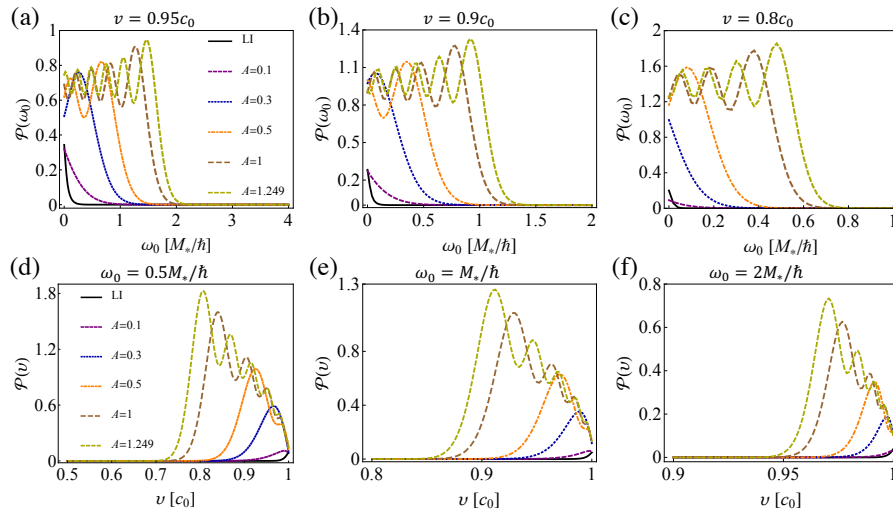 (a) υ = 0.95c₀ (b) υ = 0.9c₀ (c) υ = 0.8c₀
𝒫(ω₀) 1.0 0.8 0.6 0.4 0.2 0
LI
A=0.1
A=0.3
A=0.5
A=1
A=1.249
0 1 2 3 4
ω₀ [M*/ħ]
𝒫(ω₀) 1.4 1.1 0.8 0.5 0.2 0
0 0.5 1 1.5 2
ω₀ [M*/ħ]
𝒫(ω₀) 2 1.6 1.2 0.8 0.4 0
0 0.2 0.4 0.6 0.8 1
ω₀ [M*/ħ]
(d) ω₀ = 0.5M*/ħ (e) ω₀ = M*/ħ (f) ω₀ = 2M*/ħ
𝒫(υ) 1.8 1.2 0.6 0
LI
A=0.1
A=0.3
A=0.5
A=1
A=1.249
0.5 0.6 0.7 0.8 0.9 1
υ [c₀]
𝒫(υ) 1.3 0.8 0.4 0
0.8 0.9 1
υ [c₀]
𝒫(υ) 0.8 0.6 0.4 0.2 0
0.9 0.95 1
υ [c₀]